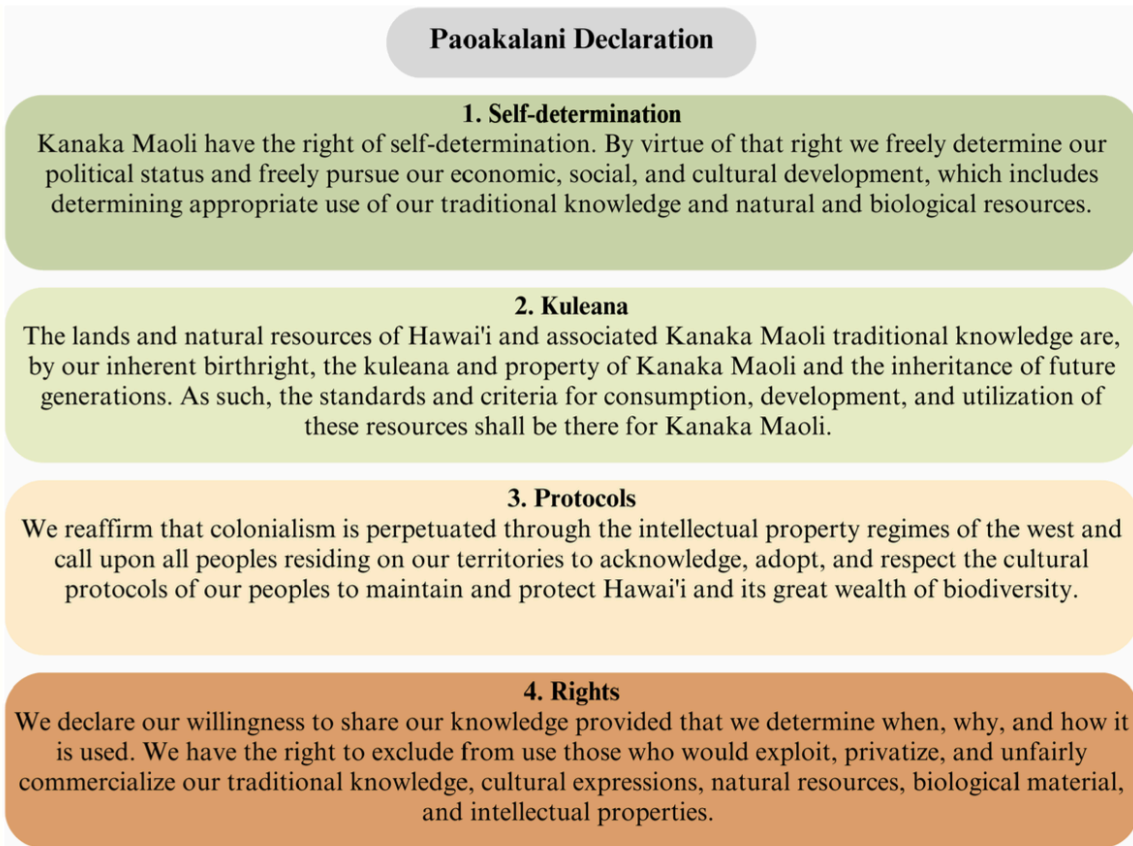 Paoakalani Declaration
1. Self-determination
Kanaka Maoli have the right of self-determination. By virtue of that right we freely determine our
political status and freely pursue our economic, social, and cultural development, which includes
determining appropriate use of our traditional knowledge and natural and biological resources.
2. Kuleana
The lands and natural resources of Hawai'i and associated Kanaka Maoli traditional knowledge are,
by our inherent birthright, the kuleana and property of Kanaka Maoli and the inheritance of future
generations. As such, the standards and criteria for consumption, development, and utilization of
these resources shall be there for Kanaka Maoli.
3. Protocols
We reaffirm that colonialism is perpetuated through the intellectual property regimes of the west and
call upon all peoples residing on our territories to acknowledge, adopt, and respect the cultural
protocols of our peoples to maintain and protect Hawai'i and its great wealth of biodiversity.
4. Rights
We declare our willingness to share our knowledge provided that we determine when, why, and how it
is used. We have the right to exclude from use those who would exploit, privatize, and unfairly
commercialize our traditional knowledge, cultural expressions, natural resources, biological material,
and intellectual properties.